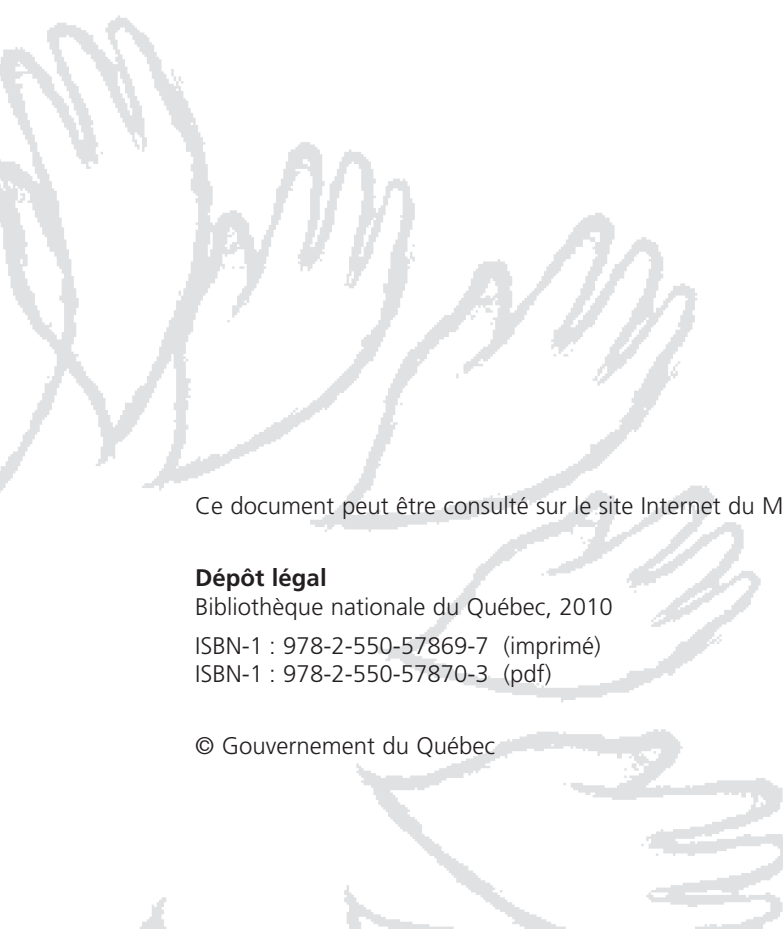 Ce document peut être consulté sur le site Internet du
Dépôt légal
Bibliothèque nationale du Québec, 2010
ISBN-1 : 978-2-550-57869-7 (imprimé)
ISBN-1 : 978-2-550-57870-3 (pdf)
© Gouvernement du Québec